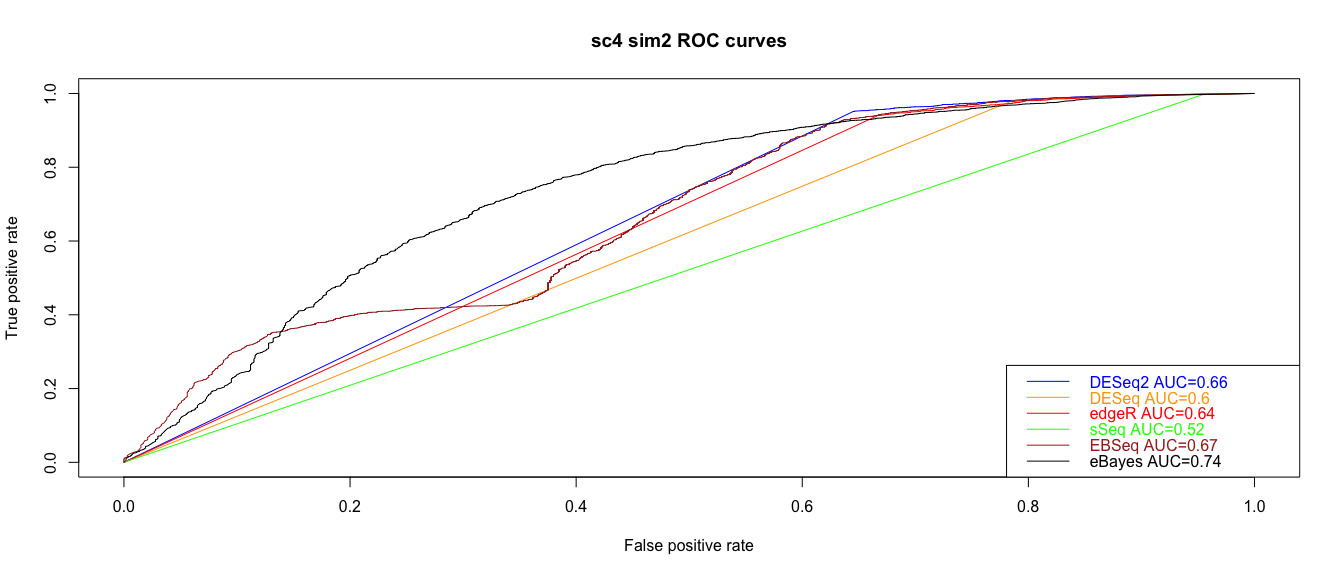 sc4 sim2 ROC curves
True positive rate
1.0
0.8
0.6
0.4
0.2
0.0
DESeq2 AUC=0.66
DESeq AUC=0.6
edgeR AUC=0.64
sSeq AUC=0.52
EBSeq AUC=0.67
eBayes AUC=0.74
0.0 0.2 0.4 0.6 0.8 1.0
False positive rate